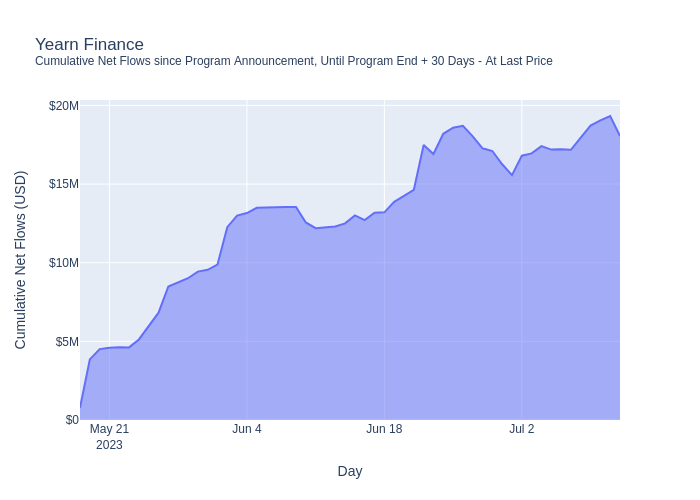 Yearn Finance
Cumulative Net Flows since Program Announcement, Until Program End + 30 Days - At Last Price
$20M
$15M
$10M
$5M
$0
Cumulative Net Flows (USD)
May 21
2023
Jun 4
Jun 18
Jul 2
Day